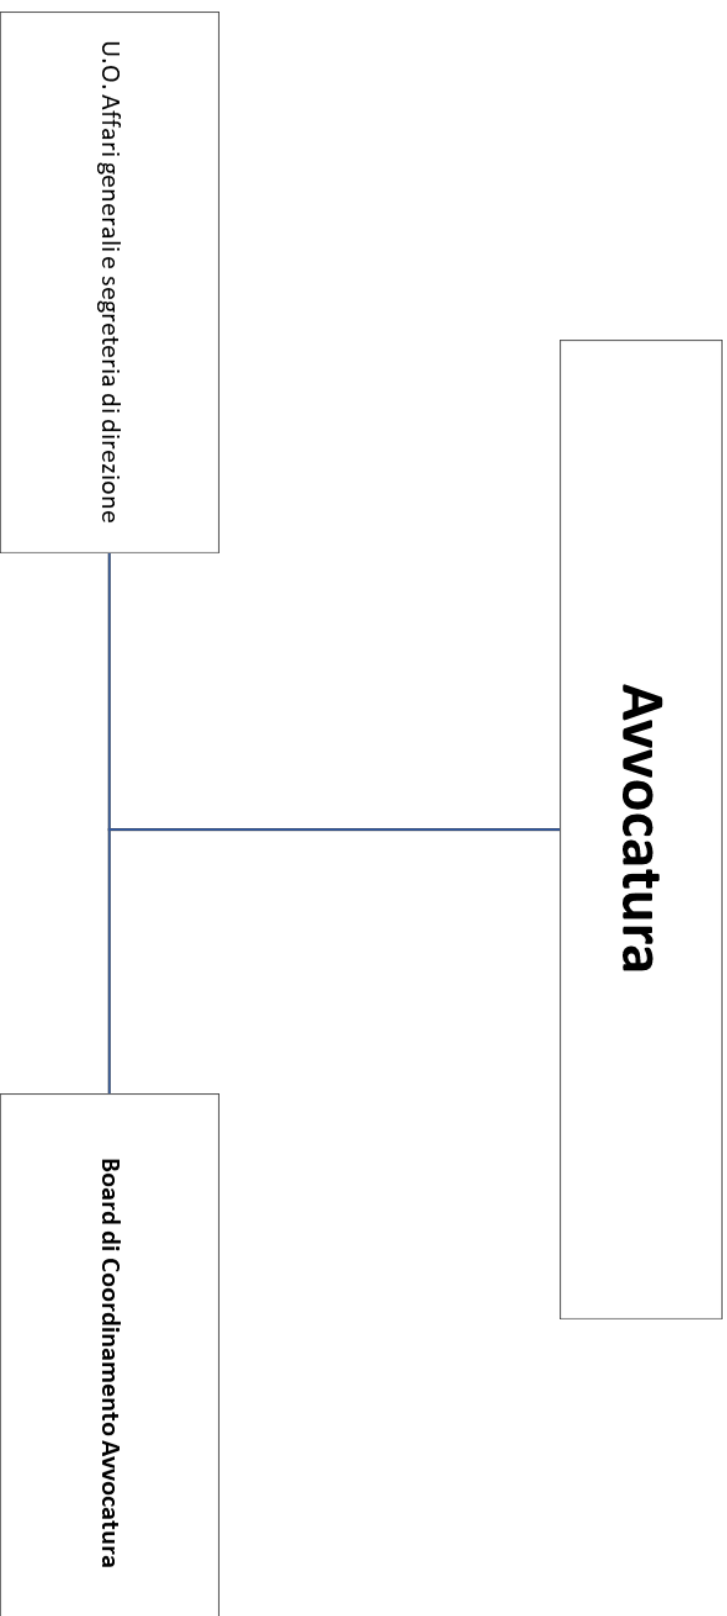 Avvocatura
U.O. Affari generali e segreteria di direzione
Board di Coordinamento Avvocatura